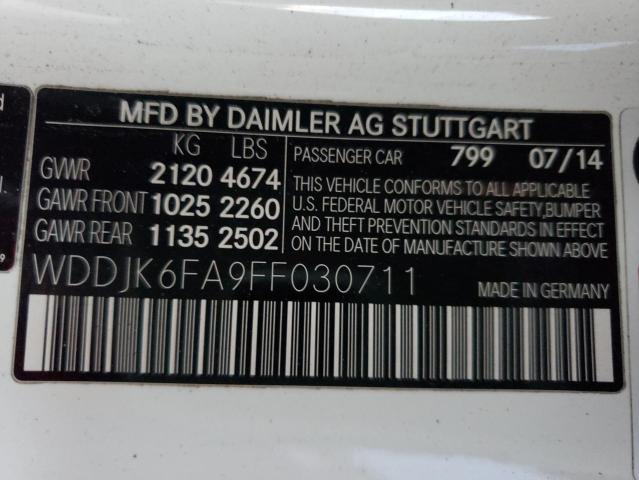 MFD BY DAIMLER AG STUTTGART
KG LBS
GVWR 2120 4674
GAWR FRONT 1025 2260
GAWR REAR 1135 2502
PASSENGER CAR 799 07/14
THIS VEHICLE CONFORMS TO ALL APPLICABLE
U.S. FEDERAL MOTOR VEHICLE SAFETY,BUMPER
AND THEFT PREVENTION STANDARDS IN EFFECT
ON THE DATE OF MANUFACTURE SHOWN ABOVE.
WDDJK6FA9FF030711
MADE IN GERMANY